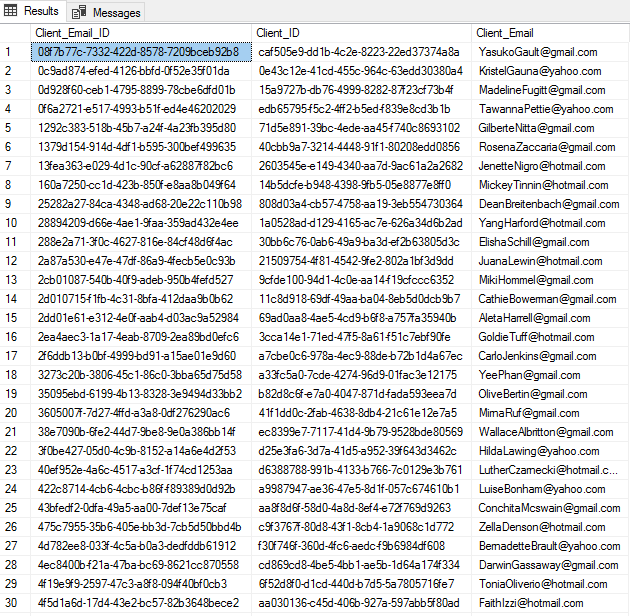 Results Messages
Client_Email_ID Client_ID Client_Email
1 08f7b77c-7332-422d-8578-7209bceb92b8 caf505e9-dd1b-4c2e-8223-22ed37374a8a YasukoGault@gmail.com
2 0c9ad874-efed-4126-bbfd-0f52e35f01da 0e43c12e-41cd-455c-964c-63edd30380a4 KristelGauna@yahoo.com
3 0d928f60-ceb1-4795-8899-78cbe6dfd01b 15a9727b-db76-4999-8282-87f23cf73b4f MadelineFugitt@gmail.com
4 0f6a2721-e517-4993-b51f-ed4e46202029 edb65795-f5c2-4ff2-b5ed-f839e8cd3b1b TawannaPettie@yahoo.com
5 1292c383-518b-45b7-a24f-4a23fb395d80 71d5e891-39bc-4ede-aa45-f740c8693102 GilberteNitta@gmail.com
6 1379d154-914d-4df1-b595-300bef499635 40cbb9a7-3214-4448-91f1-80208edd0856 RosenaZaccaria@gmail.com
7 13fea363-e029-4d1c-90cf-a62887f82bc6 2603545e-e149-4340-aa7d-9ac61a2a2682 JenetteNigro@hotmail.com
8 160a7250-cc1d-423b-850f-e8aa8b049f64 14b5dcfe-b948-4398-9fb5-05e8877e8ff0 MickeyTinnin@hotmail.com
9 25282a27-84ca-4348-ad68-20e22c110b98 808d03a4-cb57-4758-aa19-3eb554730364 DeanBreitenbach@gmail.com
10 28894209-d66e-4ae1-9faa-359ad432e4ee 1a0528ad-d129-4165-ac7e-626a34d6b2ad YangHarford@hotmail.com
11 288e2a71-3f0c-4627-816e-84cf48d6f4ac 30bb6c76-0ab6-49a9-ba3d-ef2b63805d3c ElishaSchill@gmail.com
12 2a87a530-e47e-47df-86a9-4fecb5e0c93b 21509754-4f81-4542-9fe2-802a1bf3d9dd JuanaLewin@hotmail.com
13 2cb01087-540b-40f9-adeb-950b4fefd527 9cfde100-94d1-4c0e-aa14-f19cfccc6352 MikiHommel@gmail.com
14 2d010715-f1fb-4c31-8bfa-412daa9b0b62 11c8d918-69df-49aa-ba04-8eb5d0dcb9b7 CathieBowerman@gmail.com
15 2dd01e61-e312-4e0f-aab4-d03ac9a52984 69ad0aa8-4ae5-4cd9-b6f8-a757fa35940b AletaHarrell@gmail.com
16 2ea4aec3-1a17-4eab-8709-2ea89bd0efc6 3cca14e1-71ed-47f5-8a61-f51c7ebf90fe GoldieTuff@hotmail.com
17 2f6ddb13-b0bf-4999-bd91-a15ae01e9d60 a7cbe0c6-978a-4ec9-88de-b72b1d4a67ec CarloJenkins@gmail.com
18 3273c20b-3806-45c1-86c0-3bba65d75d58 a33fc5a0-7cde-4274-96d9-01fac3e12175 YeePhan@gmail.com
19 35095ebd-6199-4b13-8328-3e9494d33bb2 b82d8c6f-e7a0-4047-871d-fada593eea7d OliveBertin@gmail.com
20 3605007f-7d27-4ffd-a3a8-0df276290ac6 41f1dd0c-2fab-4638-8db4-21c61e12e7a5 MirnaRuf@gmail.com
21 38e7090b-6fe2-44d7-9be8-9e0a386bb14f ec8399e7-7117-41d4-9b79-9528bde80569 WallaceAlbritton@gmail.com
22 3f0be427-05d0-4c9b-8152-a14a6e4d2f53 d25e3fa6-3d7a-41d5-a952-39f643d3462c HildaLawing@yahoo.com
23 40ef952e-4a6c-4517-a3cf-1f74cd1253aa d6388788-991b-4133-b766-7c0129e3b761 LutherCzarnecki@hotmail.c...
24 422c8714-4cb6-4cbc-b86f-f89389d0d92b a9987947-ae36-47e5-8d1f-057c674610b1 LuiseBonham@yahoo.com
25 43bfedf2-0dfa-49a5-aa00-7def13e75caf aa8f8d6f-58d0-4a8d-8ef4-e72f769d9263 ConchitaMcswain@gmail.com
26 475c7955-35b6-405e-bb3d-7cb5d50bbd4b c9f3767f-80d8-43f1-8cb4-1a9068c1d772 ZellaDenson@hotmail.com
27 4d782ee8-033f-4c5a-b0a3-dedfddb61912 f30f746f-360d-4fc6-aedc-f9b6984df608 BernadetteBrault@yahoo.com
28 4ec8400b-f21a-47ba-bc69-8621cc870558 cd869cd8-4be5-4bb1-ae5b-1d64a174f334 DarwinGassaway@gmail.com
29 4f19e9f9-2597-47c3-a8f8-094f40bf0cb3 6f52d8f0-d1cd-440d-b7d5-5a7805716fe7 ToniaOliverio@hotmail.com
30 4f5d1a6d-17d4-43e2-bc57-82b3648bece2 aa030136-c45d-406b-927a-597abb5f80ad FaithIzzi@hotmail.com